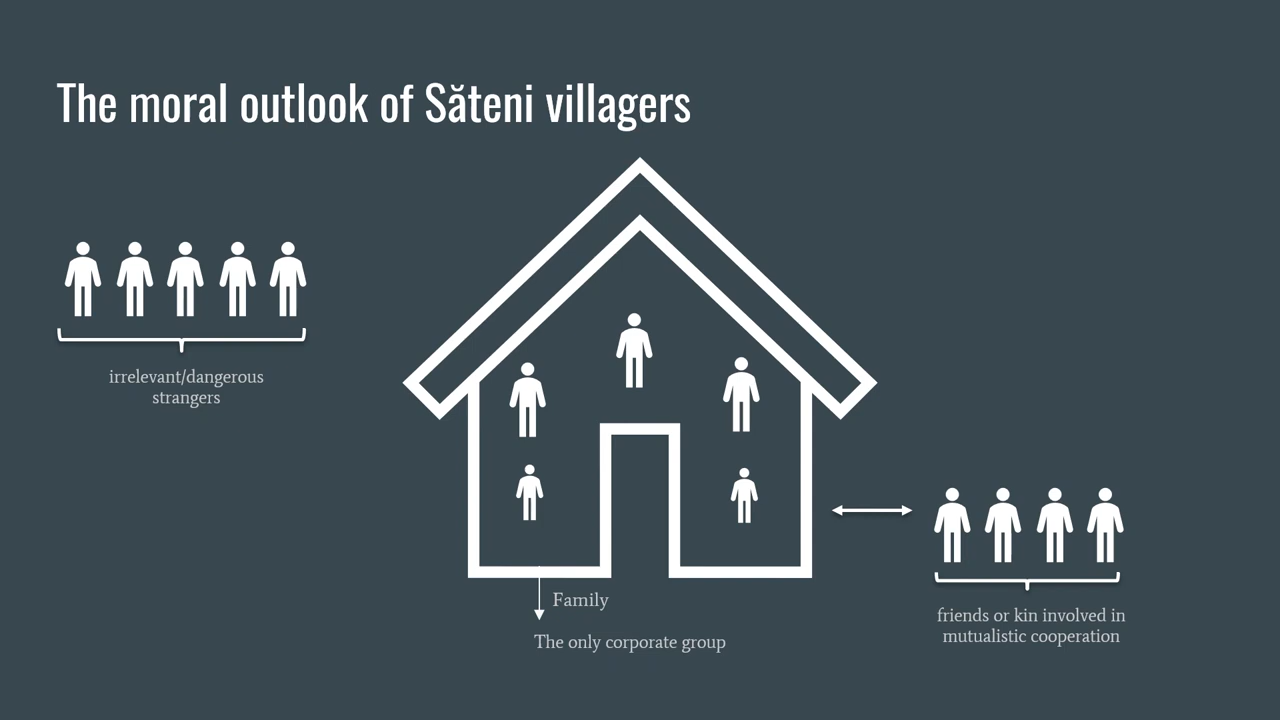 The moral outlook of Săteni villagers
irrelevant/dangerous
strangers
Family
The only corporate group
friends or kin involved in
mutualistic cooperation